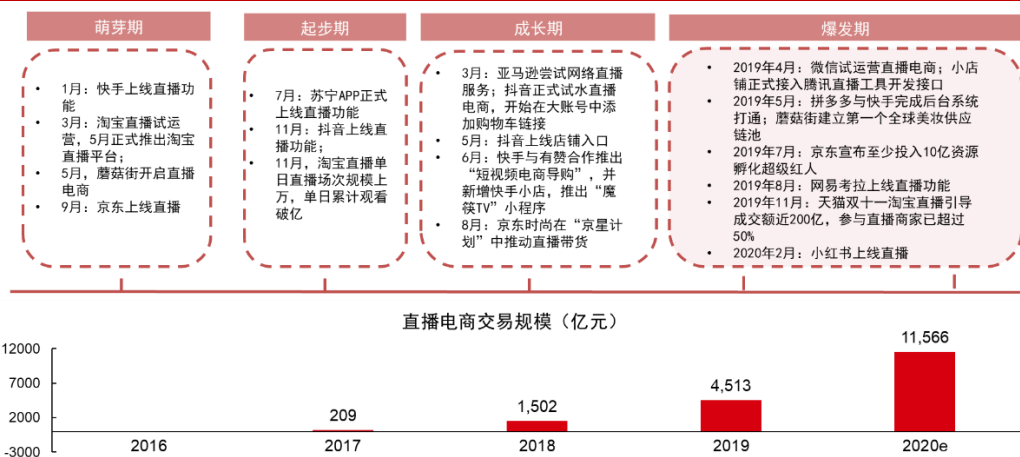 萌芽期
• 1月：快手上线直播功
能
• 3月：淘宝直播试运
营，5月正式推出淘宝
直播平台；
• 5月，蘑菇街开启直播
电商
• 9月：京东上线直播
起步期
• 7月：苏宁APP正式
上线直播功能
• 11月：抖音上线直
播功能；
• 11月，淘宝直播单
日直播场次规模上
万，单日累计观看
破亿
成长期
• 3月：亚马逊尝试网络直播
服务；抖音正式试水直播
电商，开始在大账号中添
加购物车链接
• 5月：抖音上线店铺入口
• 6月：快手与有赞合作推出
“短视频电商导购”，并
新增快手小店，推出“魔
筷TV”小程序
• 8月：京东时尚在“京星计
划”中推动直播带货
爆发期
• 2019年4月：微信试运营直播电商；小店
铺正式接入腾讯直播工具开发接口
• 2019年5月：拼多多与快手完成后台系统
打通；蘑菇街建立第一个全球美妆供应
链池
• 2019年7月：京东宣布至少投入10亿资源
孵化超级红人
• 2019年8月：网易考拉上线直播功能
• 2019年11月：天猫双十一淘宝直播引导
成交额近200亿，参与直播商家已超过
50%
• 2020年2月：小红书上线直播
直播电商交易规模（亿元）
12000
7000
2000
-3000
209
1,502
4,513
11,566
2016
2017
2018
2019
2020e